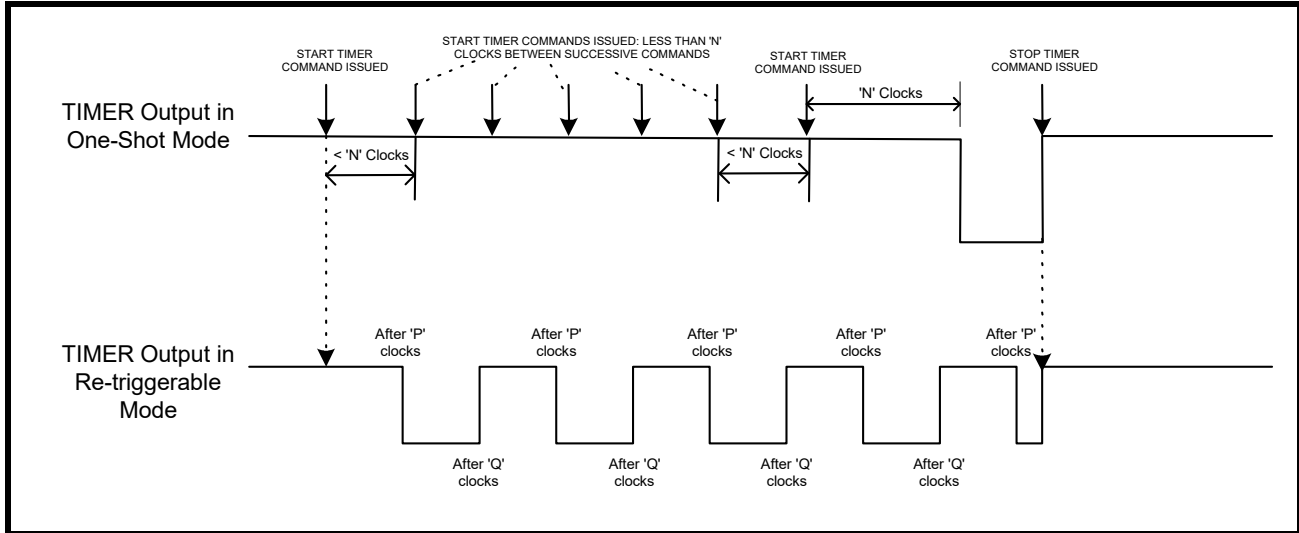 START TIMER
COMMAND ISSUED
START TIMER COMMANDS ISSUED: LESS THAN 'N'
CLOCKS BETWEEN SUCCESSIVE COMMANDS
START TIMER
COMMAND ISSUED
STOP TIMER
COMMAND ISSUED
'N' Clocks
TIMER Output in
One-Shot Mode
< 'N' Clocks
< 'N' Clocks
After 'P'
clocks
After 'P'
clocks
After 'P'
clocks
After 'P'
clocks
After 'P'
clocks
TIMER Output in
Re-triggerable
Mode
After 'Q'
clocks
After 'Q'
clocks
After 'Q'
clocks
After 'Q'
clocks